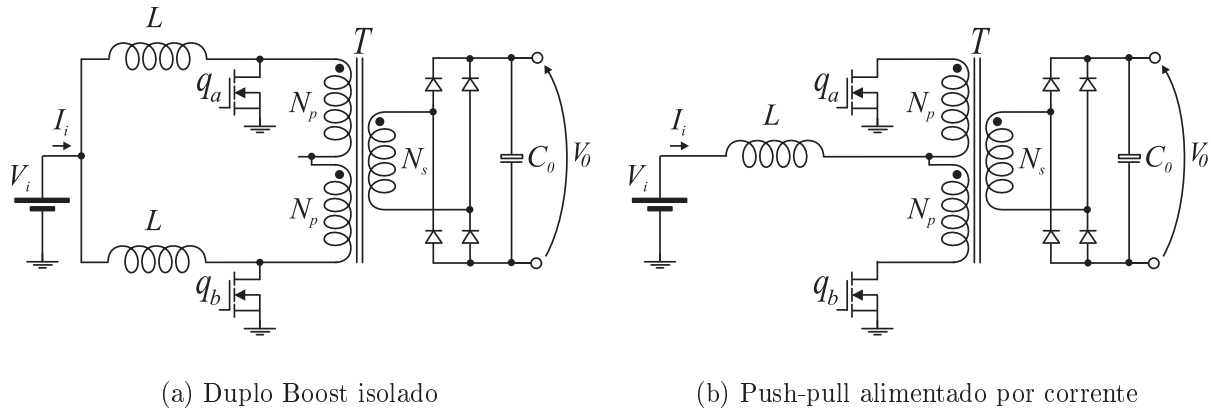 L
T
q_a
N_p
I_i
V_i
N_s
C_0
V_0
N_p
L
q_b
T
q_a
N_p
I_i
L
V_i
N_s
C_0
V_0
N_p
q_b
(a) Duplo Boost isolado
(b) Push-pull alimentado por corrente